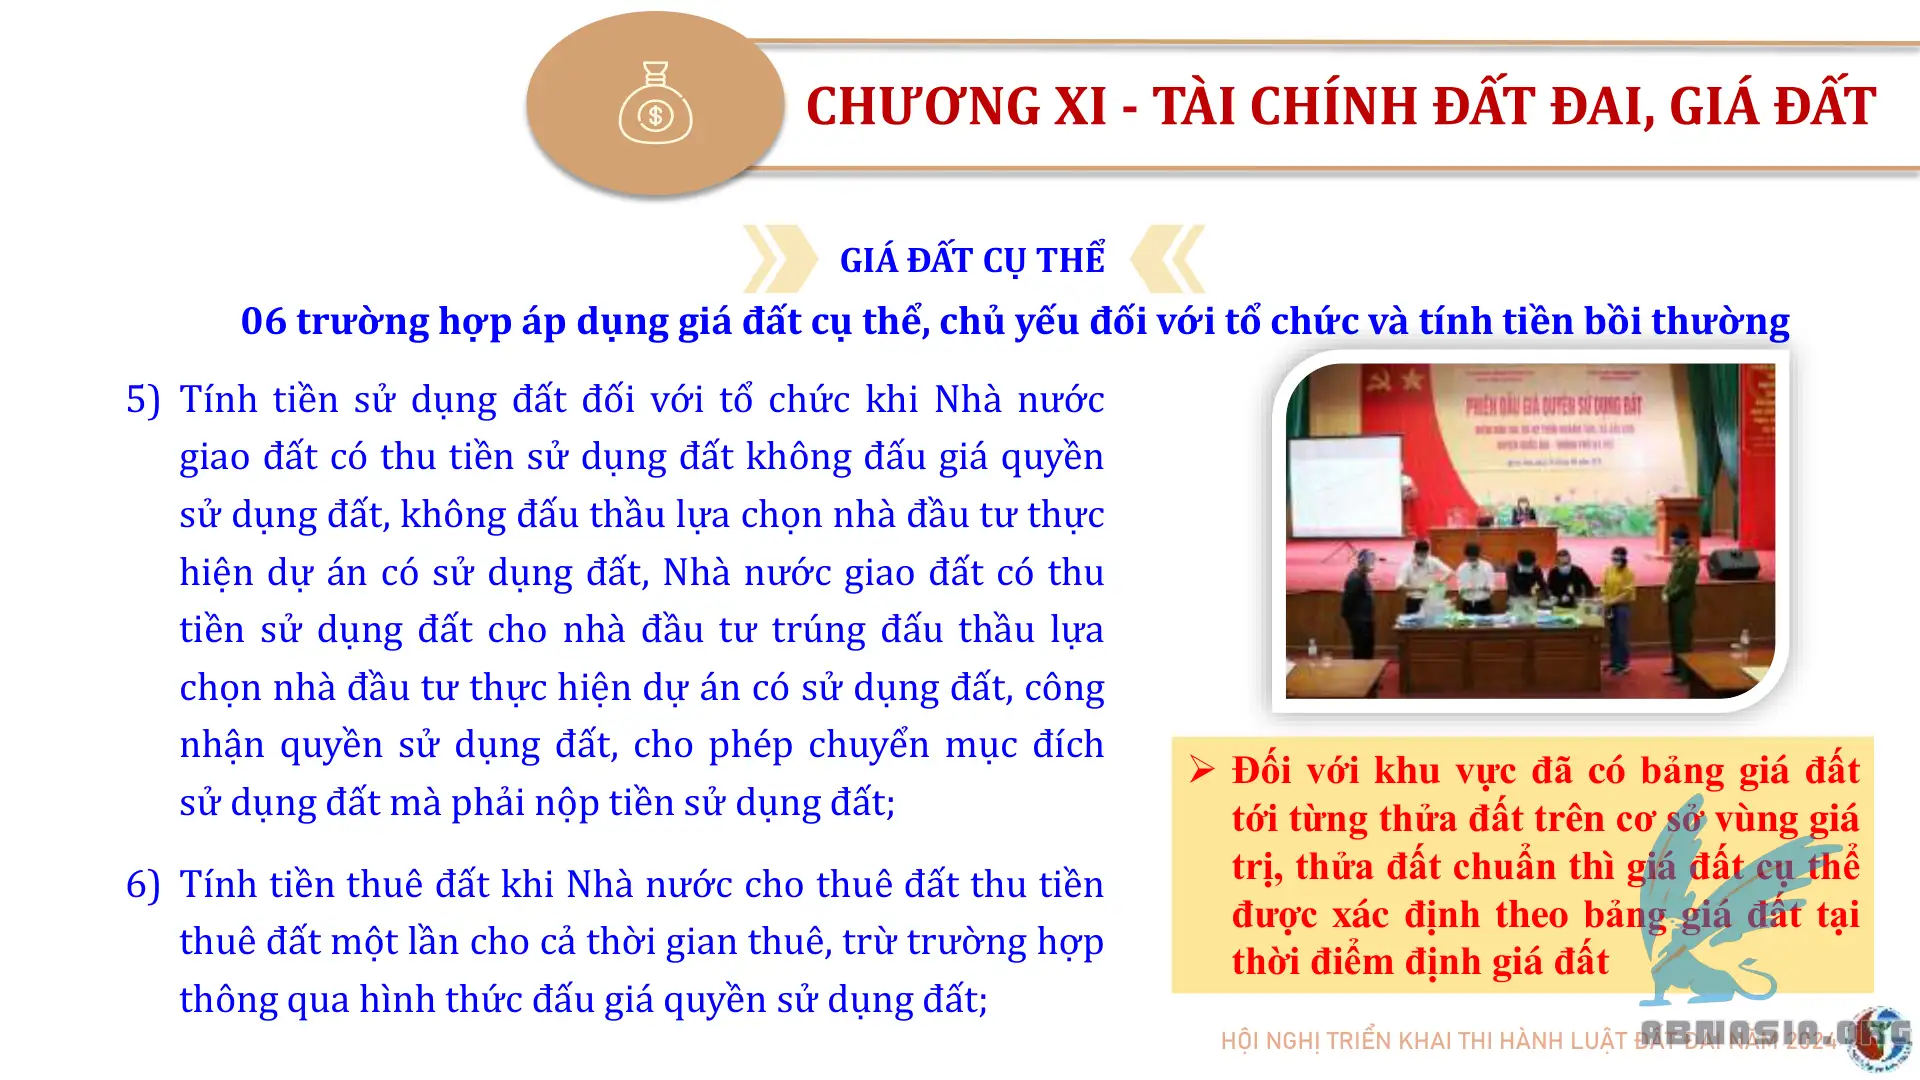 CHƯƠNG XI - TÀI CHÍNH ĐẤT ĐAI, GIÁ ĐẤT
GIÁ ĐẤT CỤ THỂ
06 trường hợp áp dụng giá đất cụ thể, chủ yếu đối với tổ chức và tính tiền bồi thường
5) Tính tiền sử dụng đất đối với tổ chức khi Nhà nước
giao đất có thu tiền sử dụng đất không đấu giá quyền
sử dụng đất, không đấu thầu lựa chọn nhà đầu tư thực
hiện dự án có sử dụng đất, Nhà nước giao đất có thu
tiền sử dụng đất cho nhà đầu tư trúng đấu thầu lựa
chọn nhà đầu tư thực hiện dự án có sử dụng đất, công
nhận quyền sử dụng đất, cho phép chuyển mục đích
sử dụng đất mà phải nộp tiền sử dụng đất;
6) Tính tiền thuê đất khi Nhà nước cho thuê đất thu tiền
thuê đất một lần cho cả thời gian thuê, trừ trường hợp
thông qua hình thức đấu giá quyền sử dụng đất;
PHIÊN ĐẤU GIÁ QUYỀN SỬ DỤNG ĐẤT
Đối với khu vực đã có bảng giá đất
tới từng thửa đất trên cơ sở vùng giá
trị, thửa đất chuẩn thì giá đất cụ thể
được xác định theo bảng giá đất tại
thời điểm định giá đất
HỘI NGHỊ TRIỂN KHAI THI HÀNH LUẬT ĐẤT ĐAI NĂM 2024
ABNASIA.ORG